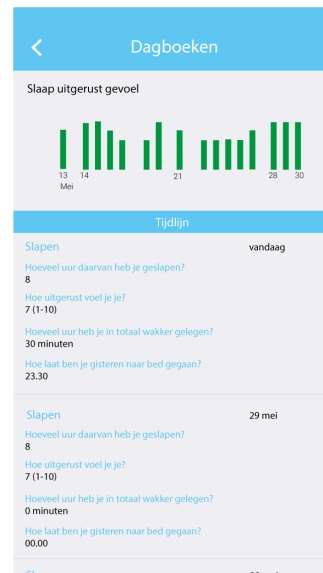 Dagboeken
Slaap uitgerust gevoel
13 14 21 28 30
Mei
Tijdlijn
Slapen vandaag
Hoeveel uur daarvan heb je geslapen?
8
Hoe uitgerust voel je je?
7 (1-10)
Hoeveel uur heb je in totaal wakker gelegen?
30 minuten
Hoe laat ben je gisteren naar bed gegaan?
23.30
Slapen 29 mei
Hoeveel uur daarvan heb je geslapen?
8
Hoe uitgerust voel je je?
7 (1-10)
Hoeveel uur heb je in totaal wakker gelegen?
0 minuten
Hoe laat ben je gisteren naar bed gegaan?
00.00